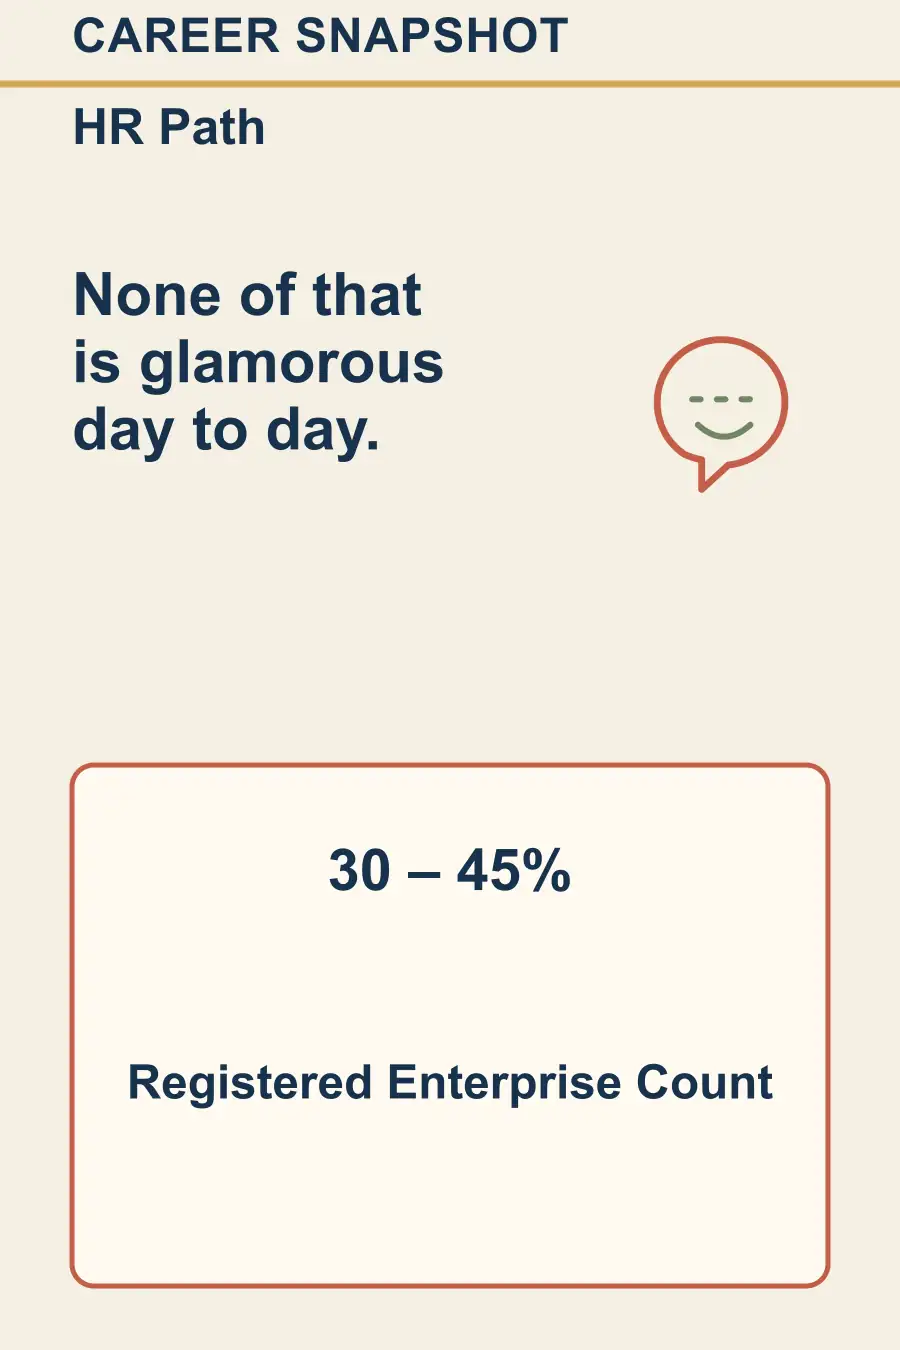 CAREER SNAPSHOT
HR Path
None of that
is glamorous
day to day.
30 – 45%
Registered Enterprise Count